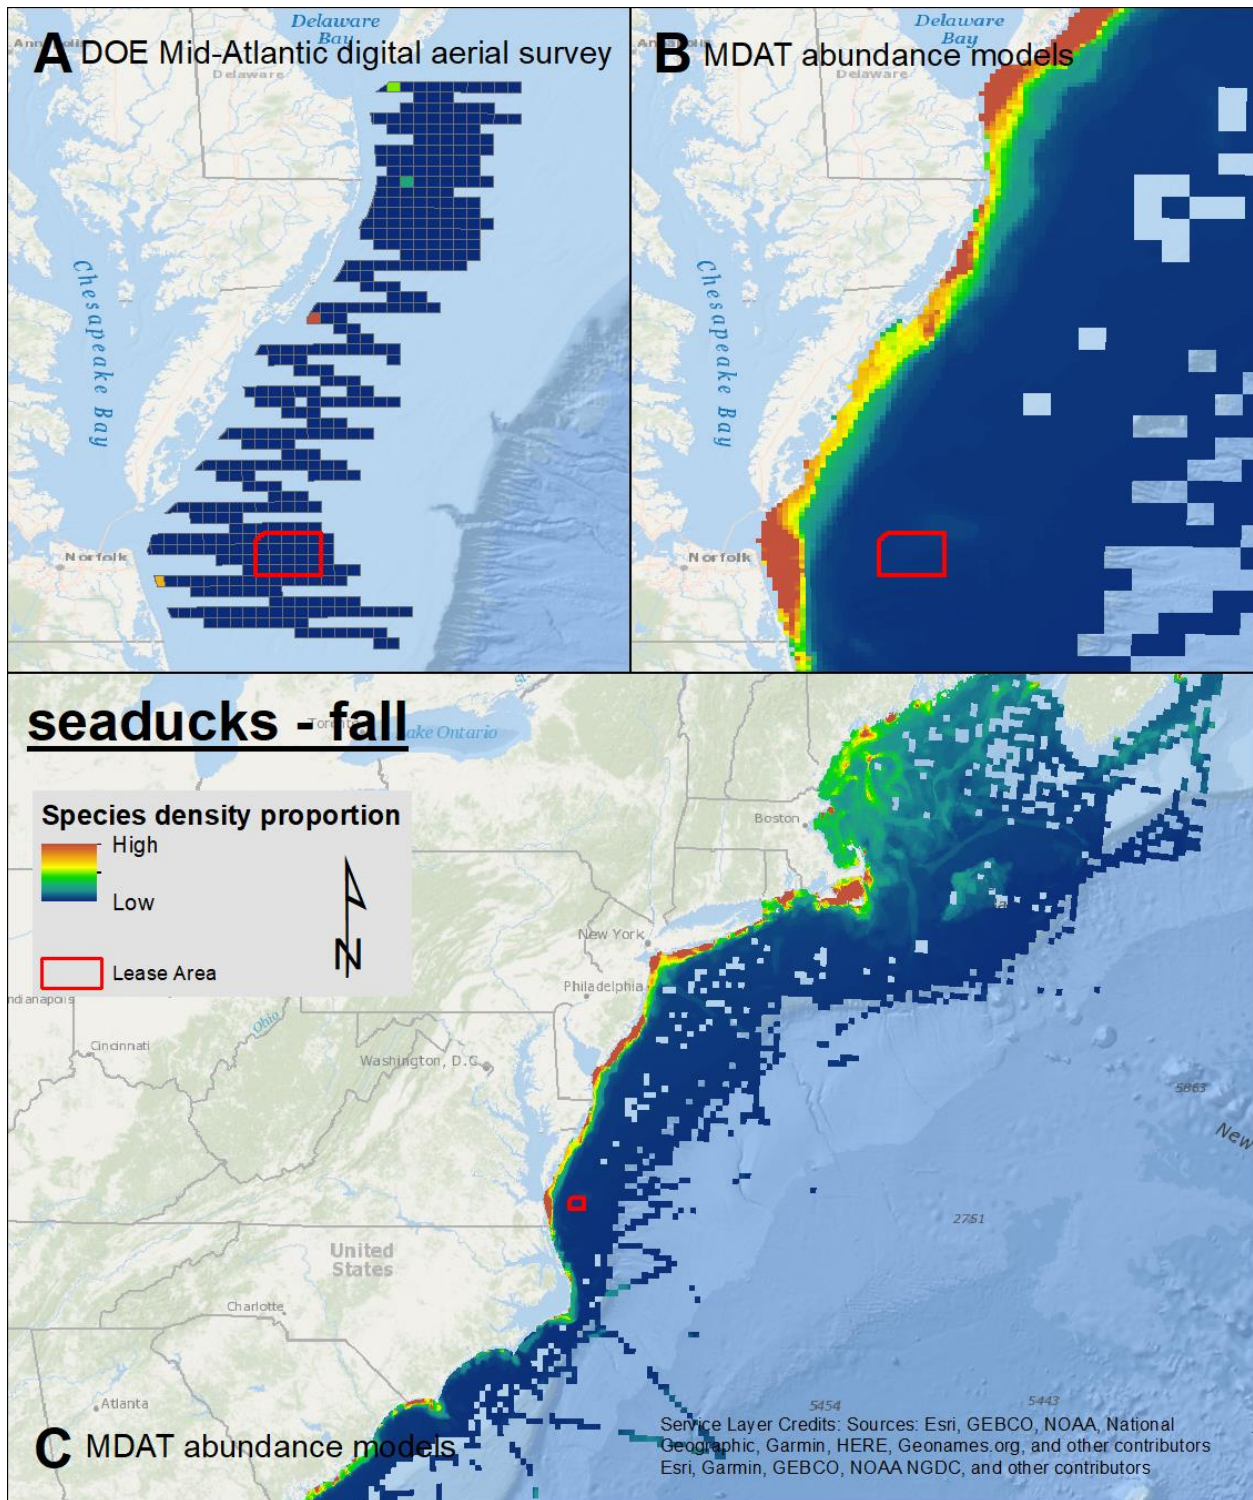 Delaware
Bay
A DOE Mid-Atlantic digital aerial survey
Delaware
Chesapeake Bay
Norfolk
Delaware
Bay
B MDAT abundance models
Delaware
Chesapeake Bay
Norfolk
seaducks - fall
ake Ontario
Species density proportion
High
Low
N
Lease Area
Boston
New York
Philadelphia
ndianapolis
Ohio
Cincinnati
Washington, D.C.
5863
New
2751
United
States
Charlotte
Atlanta
5454
5443
C MDAT abundance models
Service Layer Credits: Sources: Esri, GEBCO, NOAA, National
Geographic, Garmin, HERE, Geonames.org, and other contributors
Esri, Garmin, GEBCO, NOAA NGDC, and other contributors